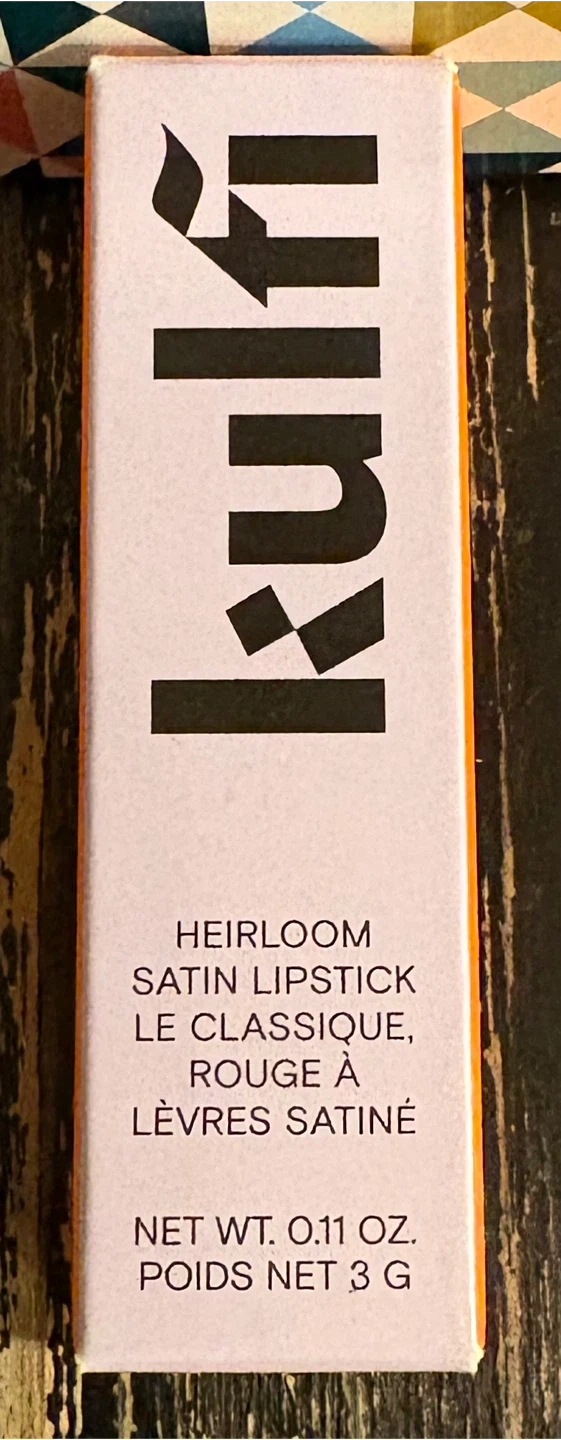 kulfi
HEIRLOOM
SATIN LIPSTICK
LE CLASSIQUE,
ROUGE À
LÈVRES SATINÉ
NET WT. 0.11 OZ.
POIDS NET 3 G